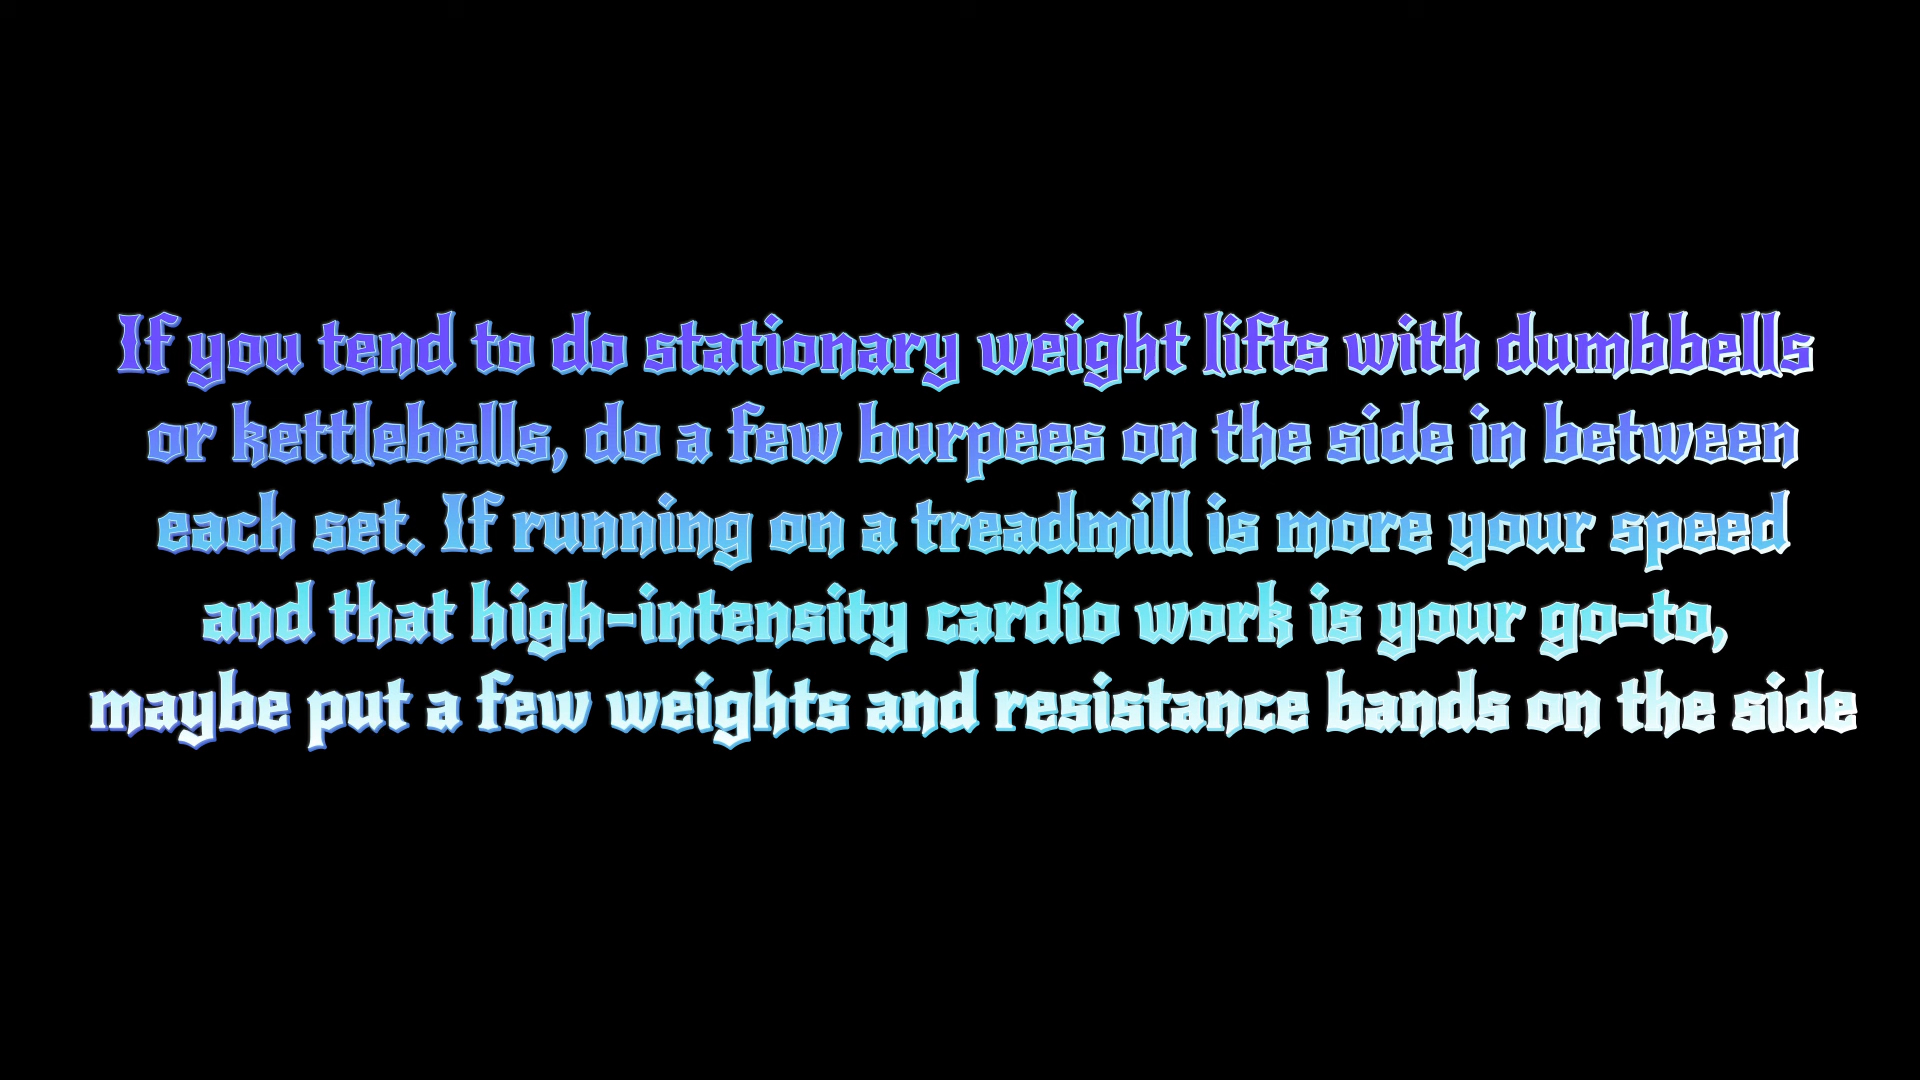 If you tend to do stationary weight lifts with dumbbells
or kettlebells, do a few burpees on the side in between
each set. If running on a treadmill is more your speed
and that high-intensity cardio work is your go-to,
maybe put a few weights and resistance bands on the side